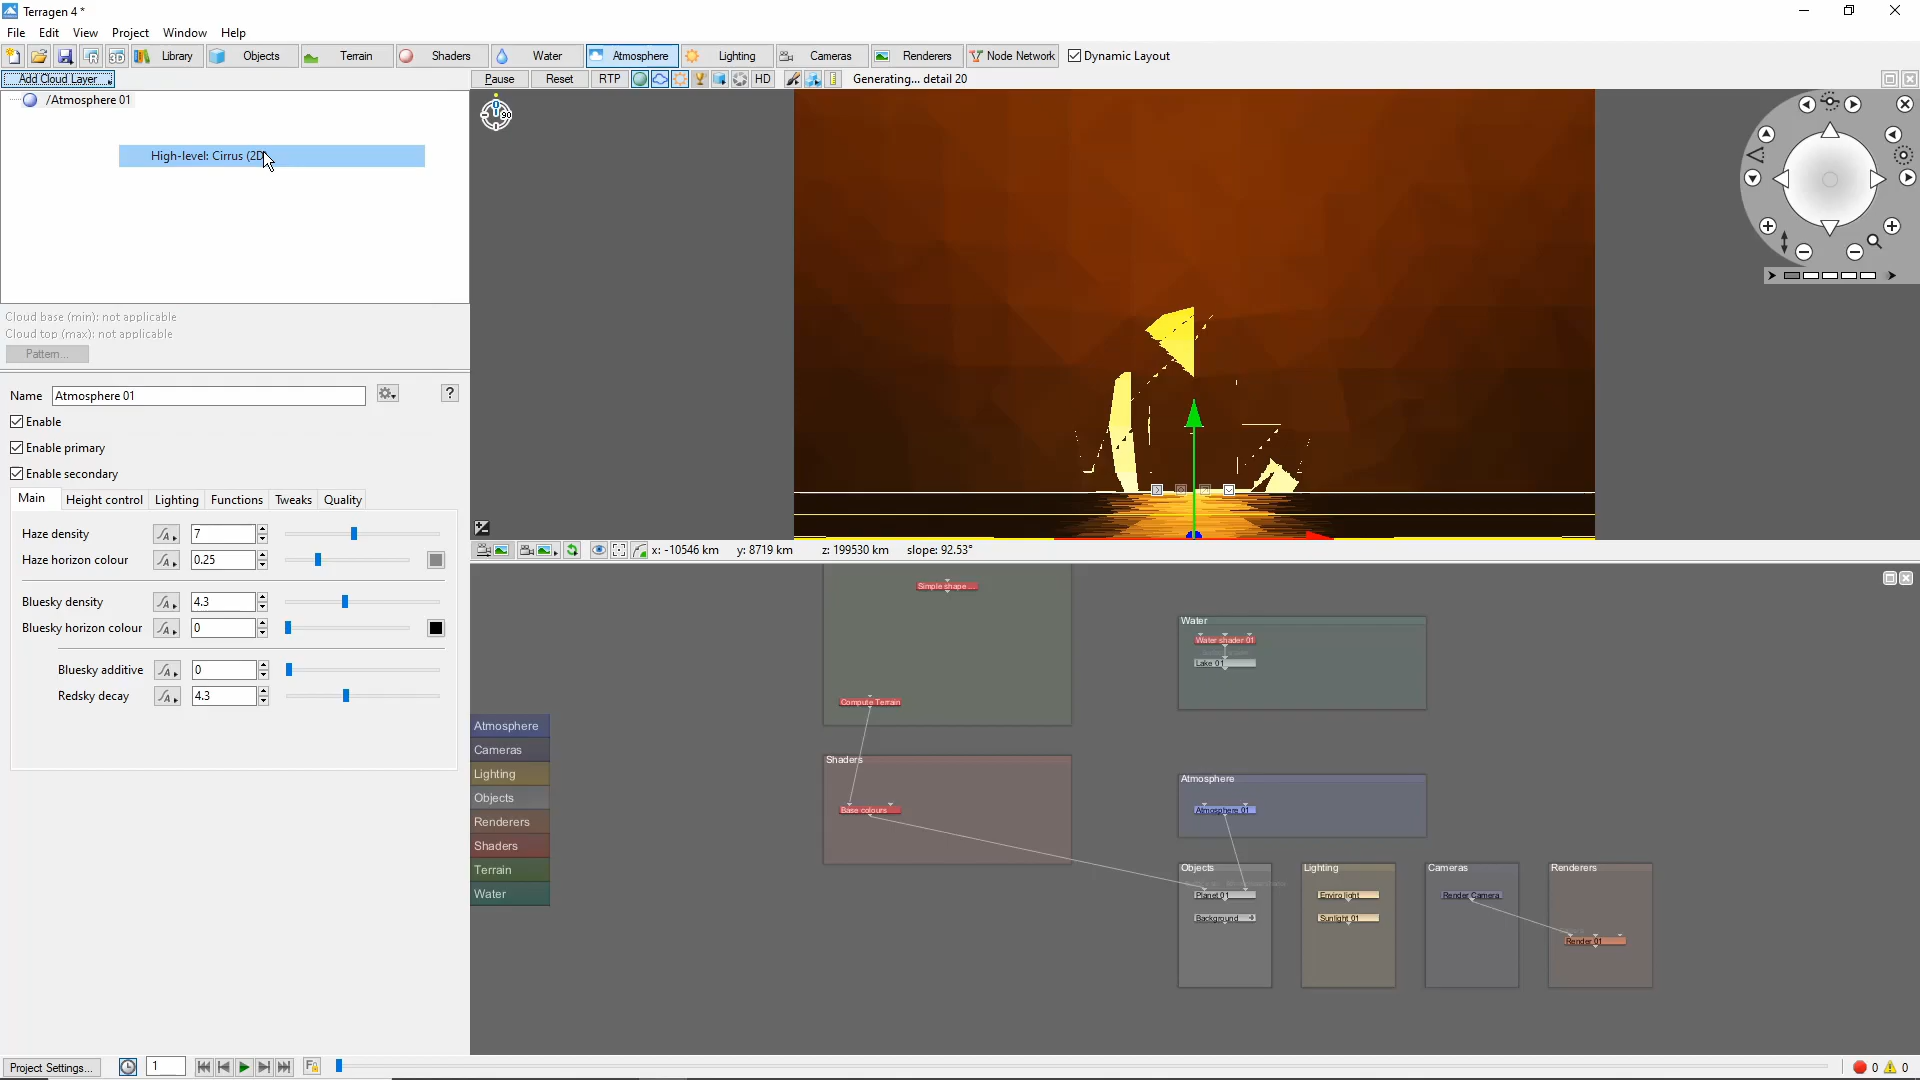 Terragen 4 *
File Edit View Project Window Help
Library Objects Terrain Shaders Water Atmosphere Lighting Cameras Renderers Node Network Dynamic Layout
Add Cloud Layer Pause Reset RTP HD Generating... detail 20
/Atmosphere 01
High-level: Cirrus (2D)
90
Cloud base (min): not applicable
Cloud top (max): not applicable
Pattern...
Name Atmosphere 01 ?
Enable
Enable primary
Enable secondary
Main Height control Lighting Functions Tweaks Quality
Haze density 7
Haze horizon colour 0.25
Bluesky density 4.3
Bluesky horizon colour 0
Bluesky additive 0
Redsky decay 4.3
x: -10546 km y: 8719 km z: 199530 km slope: 92.53°
Simple shape ...
Compute Terrain
Water
Water shader 01
Lake 01
Shaders
Base colours
Atmosphere
Atmosphere 01
Objects
Planet 01
Background
Lighting
Enviro light
Sunlight 01
Cameras
Render Camera
Renderers
Render 01
Atmosphere
Cameras
Lighting
Objects
Renderers
Shaders
Terrain
Water
Project Settings... 1 0 0